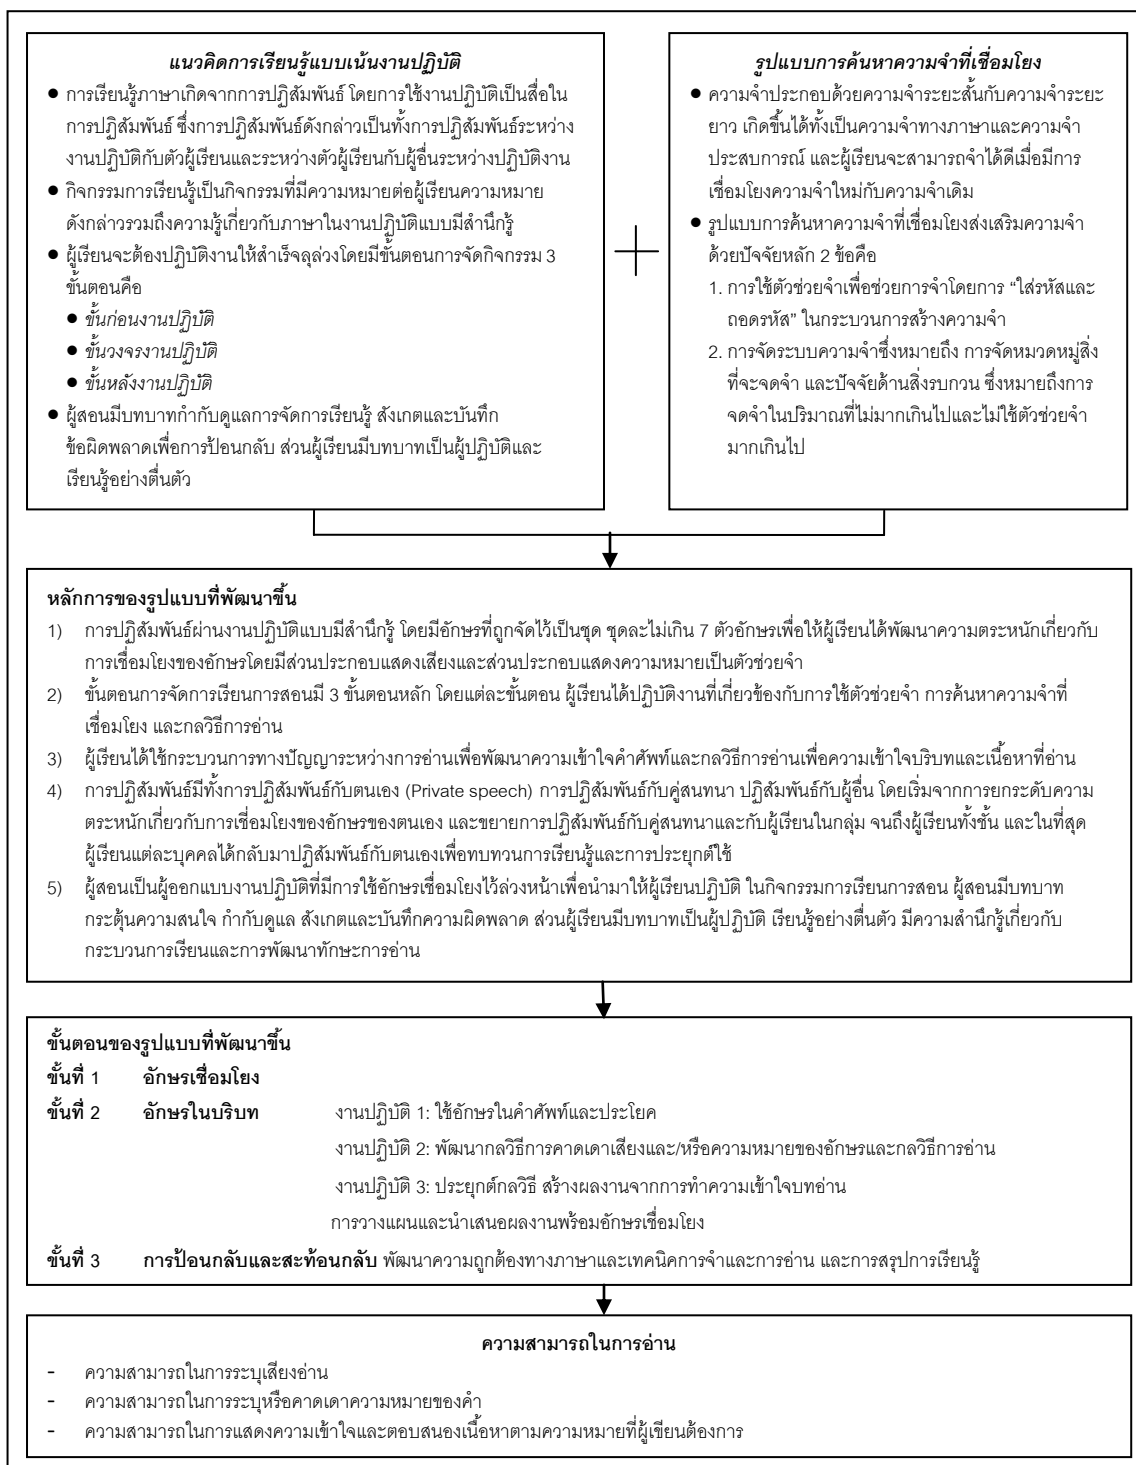 แนวคิดการเรียนรู้แบบเน้นงานปฏิบัติ
● การเรียนรู้ภาษาเกิดจากการปฏิสัมพันธ์ โดยการใช้งานปฏิบัติเป็นสื่อใน
การปฏิสัมพันธ์ ซึ่งการปฏิสัมพันธ์ดังกล่าวเป็นทั้งการปฏิสัมพันธ์ระหว่าง
งานปฏิบัติกับตัวผู้เรียนและระหว่างตัวผู้เรียนกับผู้อื่นระหว่างปฏิบัติงาน
● กิจกรรมการเรียนรู้เป็นกิจกรรมที่มีความหมายต่อผู้เรียนความหมาย
ดังกล่าวรวมถึงความรู้เกี่ยวกับภาษาในงานปฏิบัติแบบมีสำนึกรู้
● ผู้เรียนจะต้องปฏิบัติงานให้สำเร็จลุล่วงโดยมีขั้นตอนการจัดกิจกรรม 3
ขั้นตอนคือ
● ขั้นก่อนงานปฏิบัติ
● ขั้นวงจรงานปฏิบัติ
● ขั้นหลังงานปฏิบัติ
● ผู้สอนมีบทบาทกำกับดูแลการจัดการเรียนรู้ สังเกตและบันทึก
ข้อผิดพลาดเพื่อการป้อนกลับ ส่วนผู้เรียนมีบทบาทเป็นผู้ปฏิบัติและ
เรียนรู้อย่างตื่นตัว
รูปแบบการค้นหาความจำที่เชื่อมโยง
● ความจำประกอบด้วยความจำระยะสั้นกับความจำระยะ
ยาว เกิดขึ้นได้ทั้งเป็นความจำทางภาษาและความจำ
ประสบการณ์ และผู้เรียนจะสามารถจำได้ดีเมื่อมีการ
เชื่อมโยงความจำใหม่กับความจำเดิม
● รูปแบบการค้นหาความจำที่เชื่อมโยงส่งเสริมความจำ
ด้วยปัจจัยหลัก 2 ข้อคือ
1. การใช้ตัวช่วยจำเพื่อช่วยการจำโดยการ “ใส่รหัสและ
ถอดรหัส” ในกระบวนการสร้างความจำ
2. การจัดระบบความจำซึ่งหมายถึง การจัดหมวดหมู่สิ่ง
ที่จะจดจำ และปัจจัยด้านสิ่งรบกวน ซึ่งหมายถึงการ
จดจำในปริมาณที่ไม่มากเกินไปและไม่ใช้ตัวช่วยจำ
มากเกินไป
หลักการของรูปแบบที่พัฒนาขึ้น
1) การปฏิสัมพันธ์ผ่านงานปฏิบัติแบบมีสำนึกรู้ โดยมีอักษรที่ถูกจัดไว้เป็นชุด ชุดละไม่เกิน 7 ตัวอักษรเพื่อให้ผู้เรียนได้พัฒนาความตระหนักเกี่ยวกับ
การเชื่อมโยงของอักษรโดยมีส่วนประกอบแสดงเสียงและส่วนประกอบแสดงความหมายเป็นตัวช่วยจำ
2) ขั้นตอนการจัดการเรียนการสอนมี 3 ขั้นตอนหลัก โดยแต่ละขั้นตอน ผู้เรียนได้ปฏิบัติงานที่เกี่ยวข้องกับการใช้ตัวช่วยจำ การค้นหาความจำที่
เชื่อมโยง และกลวิธีการอ่าน
3) ผู้เรียนได้ใช้กระบวนการทางปัญญาระหว่างการอ่านเพื่อพัฒนาความเข้าใจคำศัพท์และกลวิธีการอ่านเพื่อความเข้าใจบริบทและเนื้อหาที่อ่าน
4) การปฏิสัมพันธ์มีทั้งการปฏิสัมพันธ์กับตนเอง (Private speech) การปฏิสัมพันธ์กับคู่สนทนา ปฏิสัมพันธ์กับผู้อื่น โดยเริ่มจากการยกระดับความ
ตระหนักเกี่ยวกับการเชื่อมโยงของอักษรของตนเอง และขยายการปฏิสัมพันธ์กับคู่สนทนาและกับผู้เรียนในกลุ่ม จนถึงผู้เรียนทั้งชั้น และในที่สุด
ผู้เรียนแต่ละบุคคลได้กลับมาปฏิสัมพันธ์กับตนเองเพื่อทบทวนการเรียนรู้และการประยุกต์ใช้
5) ผู้สอนเป็นผู้ออกแบบงานปฏิบัติที่มีการใช้อักษรเชื่อมโยงไว้ล่วงหน้าเพื่อนำมาให้ผู้เรียนปฏิบัติ ในกิจกรรมการเรียนการสอน ผู้สอนมีบทบาท
กระตุ้นความสนใจ กำกับดูแล สังเกตและบันทึกความผิดพลาด ส่วนผู้เรียนมีบทบาทเป็นผู้ปฏิบัติ เรียนรู้อย่างตื่นตัว มีความสำนึกรู้เกี่ยวกับ
กระบวนการเรียนและการพัฒนาทักษะการอ่าน
ขั้นตอนของรูปแบบที่พัฒนาขึ้น
ขั้นที่ 1 อักษรเชื่อมโยง
ขั้นที่ 2 อักษรในบริบท งานปฏิบัติ 1: ใช้อักษรในคำศัพท์และประโยค
งานปฏิบัติ 2: พัฒนากลวิธีการคาดเดาเสียงและ/หรือความหมายของอักษรและกลวิธีการอ่าน
งานปฏิบัติ 3: ประยุกต์กลวิธี สร้างผลงานจากการทำความเข้าใจบทอ่าน
การวางแผนและนำเสนอผลงานพร้อมอักษรเชื่อมโยง
ขั้นที่ 3 การป้อนกลับและสะท้อนกลับ พัฒนาความถูกต้องทางภาษาและเทคนิคการจำและการอ่าน และการสรุปการเรียนรู้
ความสามารถในการอ่าน
- ความสามารถในการระบุเสียงอ่าน
- ความสามารถในการระบุหรือคาดเดาความหมายของคำ
- ความสามารถในการแสดงความเข้าใจและตอบสนองเนื้อหาตามความหมายที่ผู้เขียนต้องการ